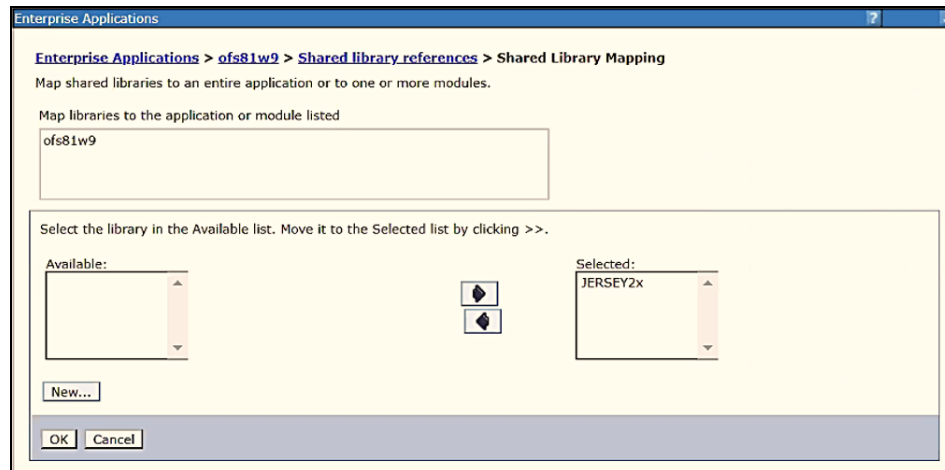 Enterprise Applications ?
Enterprise Applications > ofs81w9 > Shared library references > Shared Library Mapping
Map shared libraries to an entire application or to one or more modules.
Map libraries to the application or module listed
ofs81w9
Select the library in the Available list. Move it to the Selected list by clicking >>.
Available: Selected:
JERSEY2x
New...
OK Cancel